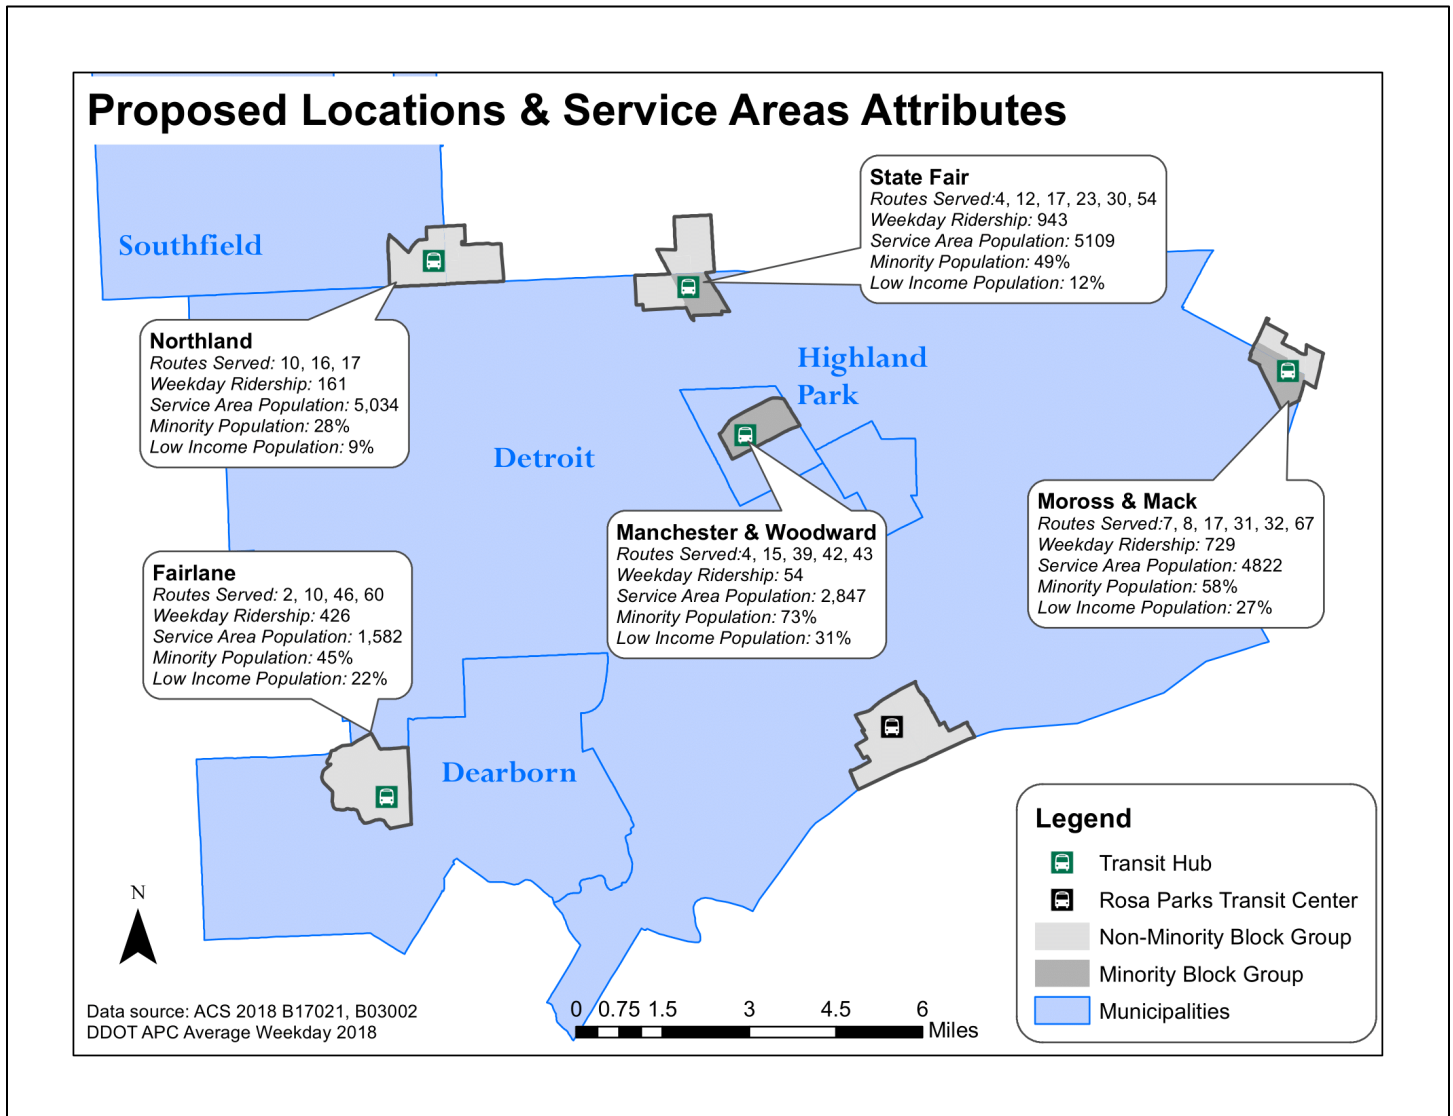 Proposed Locations & Service Areas Attributes
Southfield
State Fair
Routes Served:4, 12, 17, 23, 30, 54
Weekday Ridership: 943
Service Area Population: 5109
Minority Population: 49%
Low Income Population: 12%
Northland
Routes Served: 10, 16, 17
Weekday Ridership: 161
Service Area Population: 5,034
Minority Population: 28%
Low Income Population: 9%
Highland
Park
Detroit
Moross & Mack
Routes Served:7, 8, 17, 31, 32, 67
Weekday Ridership: 729
Service Area Population: 4822
Minority Population: 58%
Low Income Population: 27%
Manchester & Woodward
Routes Served:4, 15, 39, 42, 43
Weekday Ridership: 54
Service Area Population: 2,847
Minority Population: 73%
Low Income Population: 31%
Fairlane
Routes Served: 2, 10, 46, 60
Weekday Ridership: 426
Service Area Population: 1,582
Minority Population: 45%
Low Income Population: 22%
Dearborn
Legend
Transit Hub
Rosa Parks Transit Center
Non-Minority Block Group
Minority Block Group
Municipalities
N
Data source: ACS 2018 B17021, B03002
DDOT APC Average Weekday 2018
0 0.75 1.5 3 4.5 6
Miles